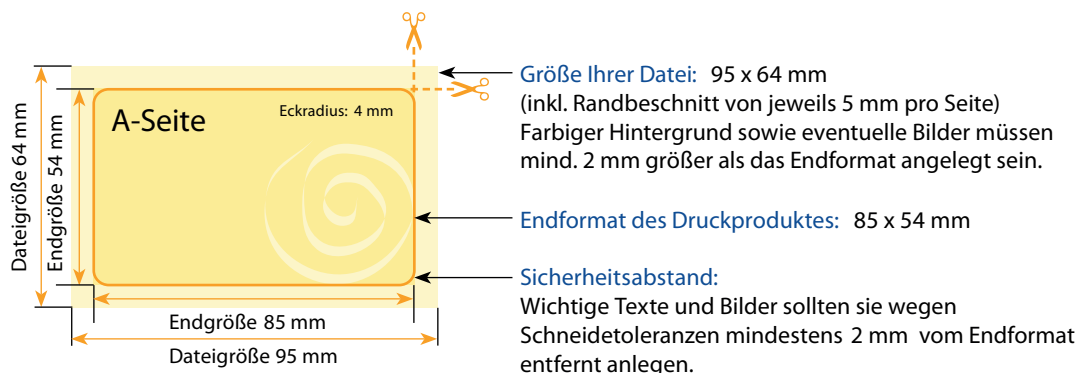 A-Seite
Eckradius: 4 mm
Dateigröße 64 mm
Endgröße 54 mm
Endgröße 85 mm
Dateigröße 95 mm
Größe Ihrer Datei: 95 x 64 mm
(inkl. Randbeschnitt von jeweils 5 mm pro Seite)
Farbiger Hintergrund sowie eventuelle Bilder müssen
mind. 2 mm größer als das Endformat angelegt sein.
Endformat des Druckproduktes: 85 x 54 mm
Sicherheitsabstand:
Wichtige Texte und Bilder sollten sie wegen
Schneidetoleranzen mindestens 2 mm vom Endformat
entfernt anlegen.